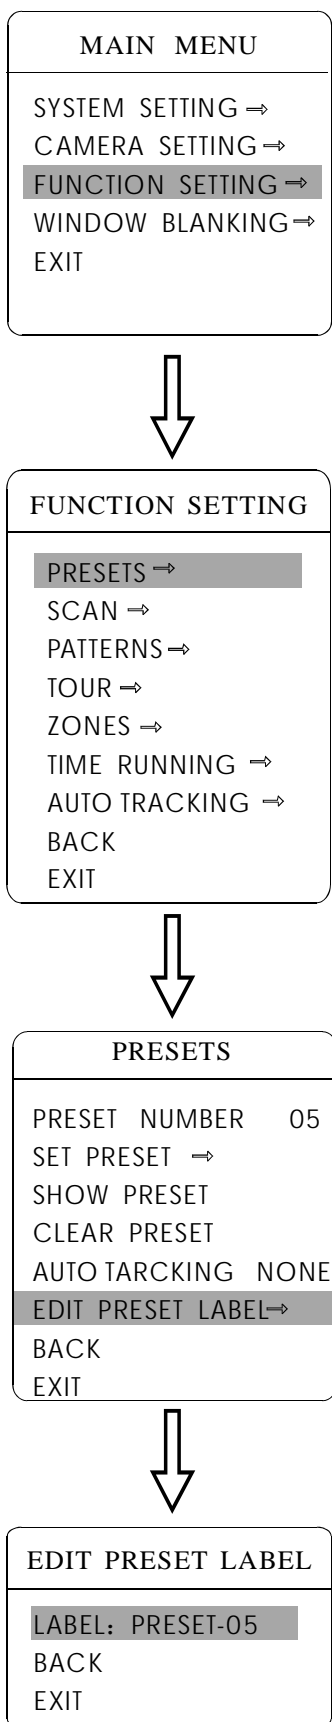 MAIN MENU
SYSTEM SETTING ⇒
CAMERA SETTING ⇒
FUNCTION SETTING ⇒
WINDOW BLANKING ⇒
EXIT
FUNCTION SETTING
PRESETS ⇒
SCAN ⇒
PATTERNS ⇒
TOUR ⇒
ZONES ⇒
TIME RUNNING ⇒
AUTO TRACKING ⇒
BACK
EXIT
PRESETS
PRESET NUMBER 05
SET PRESET ⇒
SHOW PRESET
CLEAR PRESET
AUTO TARCKING NONE
EDIT PRESET LABEL⇒
BACK
EXIT
EDIT PRESET LABEL
LABEL: PRESET-05
BACK
EXIT